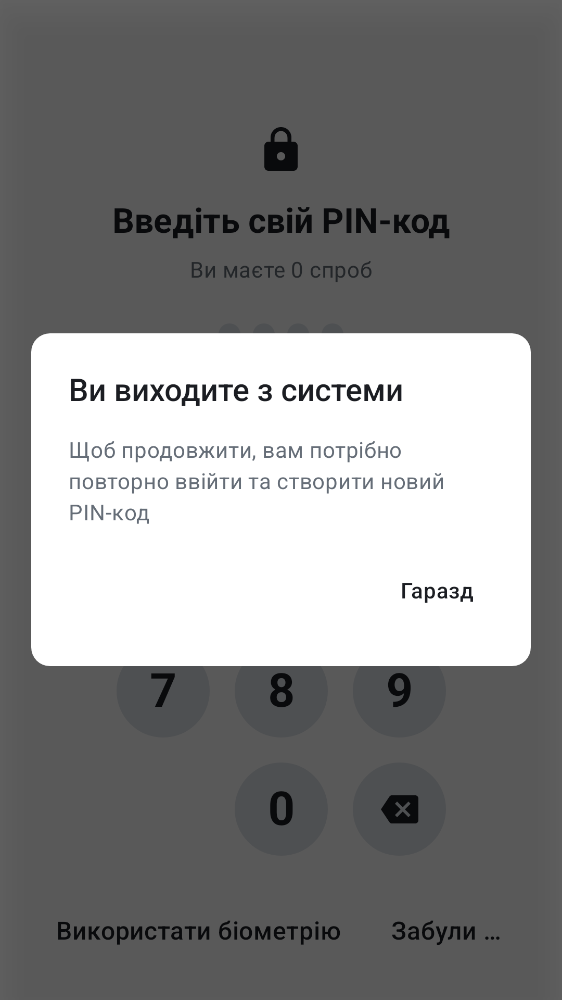 Введіть свій PIN-код
Ви маєте 0 спроб
Ви виходите з системи
Щоб продовжити, вам потрібно
повторно ввійти та створити новий
PIN-код
Гаразд
7 8 9
0
Використати біометрію Забули ...